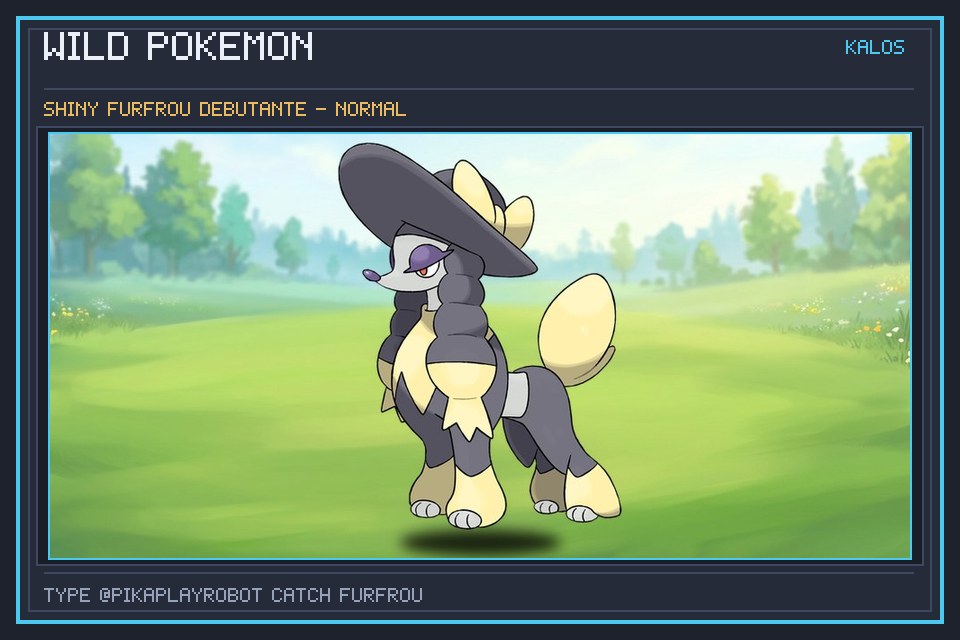 WILD POKEMON
KALOS
SHINY FURFROU DEBUTANTE - NORMAL
TYPE @PIKAPLAYROBOT CATCH FURFROU